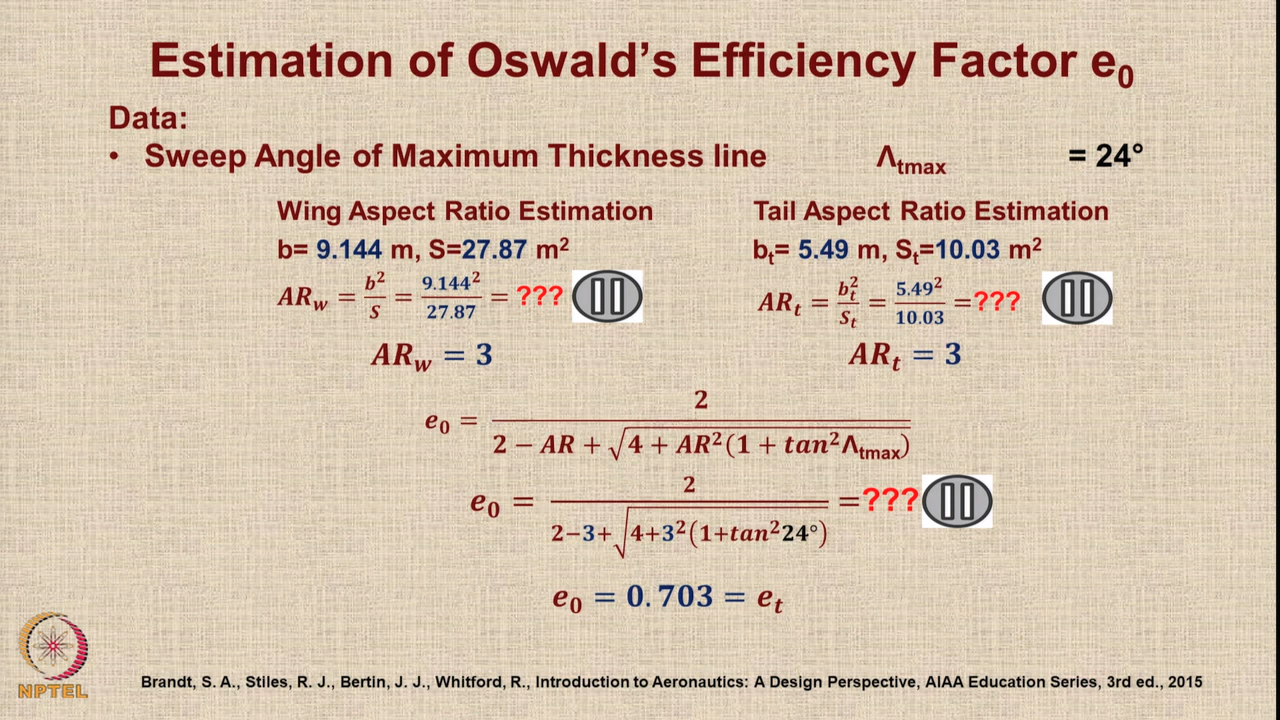 Estimation of Oswald’s Efficiency Factor e₀
Data:
• Sweep Angle of Maximum Thickness line Λtmax = 24°
Wing Aspect Ratio Estimation
b= 9.144 m, S=27.87 m²
ARw = b²/S = 9.144²/27.87 = ???
ARw = 3
Tail Aspect Ratio Estimation
bt= 5.49 m, St=10.03 m²
ARt = bt²/St = 5.49²/10.03 =???
ARt = 3
e₀ = 2/(2 − AR + √(4 + AR²(1 + tan²Λtmax)))
e₀ = 2/(2−3+√(4+3²(1+tan²24°))) =???
e₀ = 0.703 = et
NPTEL
Brandt, S. A., Stiles, R. J., Bertin, J. J., Whitford, R., Introduction to Aeronautics: A Design Perspective, AIAA Education Series, 3rd ed., 2015